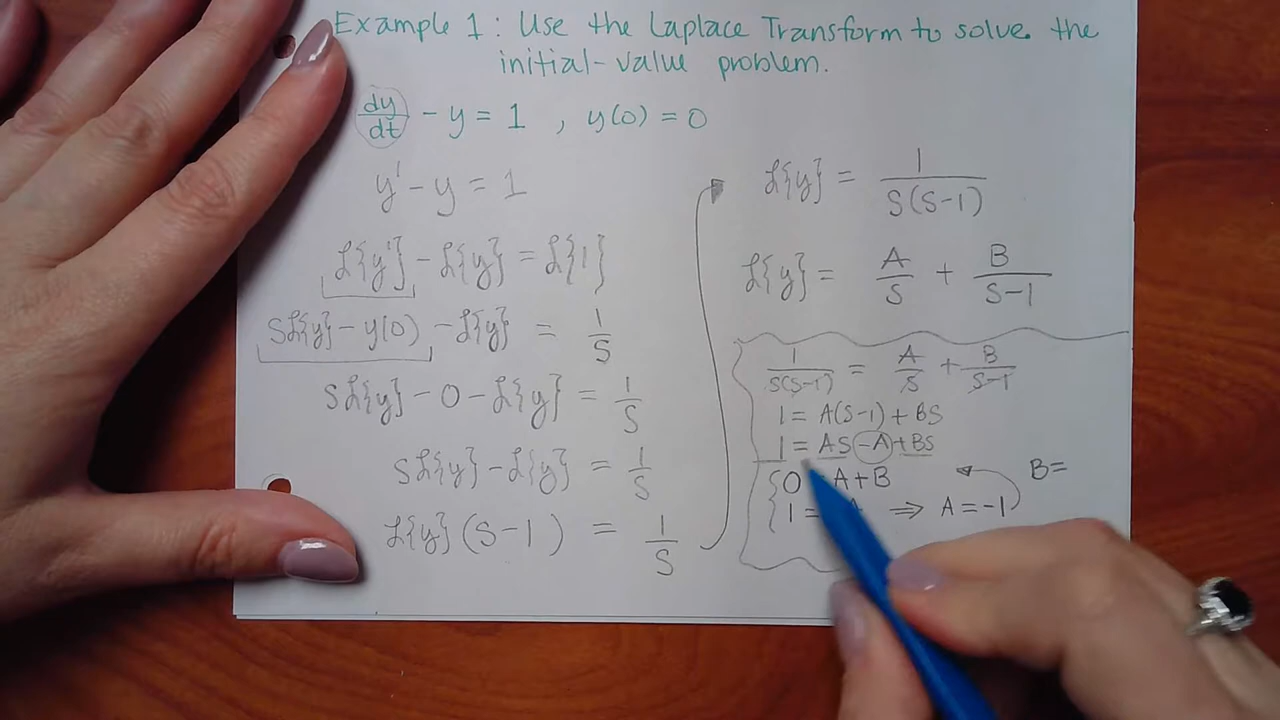 Example 1: Use the Laplace Transform to solve the
initial-value problem.
dy/dt - y = 1 , y(0) = 0
y' - y = 1
ℒ{y'} - ℒ{y} = ℒ{1}
sℒ{y} - y(0) - ℒ{y} = 1/s
sℒ{y} - 0 - ℒ{y} = 1/s
sℒ{y} - ℒ{y} = 1/s
ℒ{y}(s-1) = 1/s
ℒ{y} = 1/(s(s-1))
ℒ{y} = A/s + B/(s-1)
1/(s(s-1)) = A/s + B/(s-1)
1 = A(s-1) + Bs
1 = As - A + Bs
0 A + B
1 = ⇒ A = -1
B =